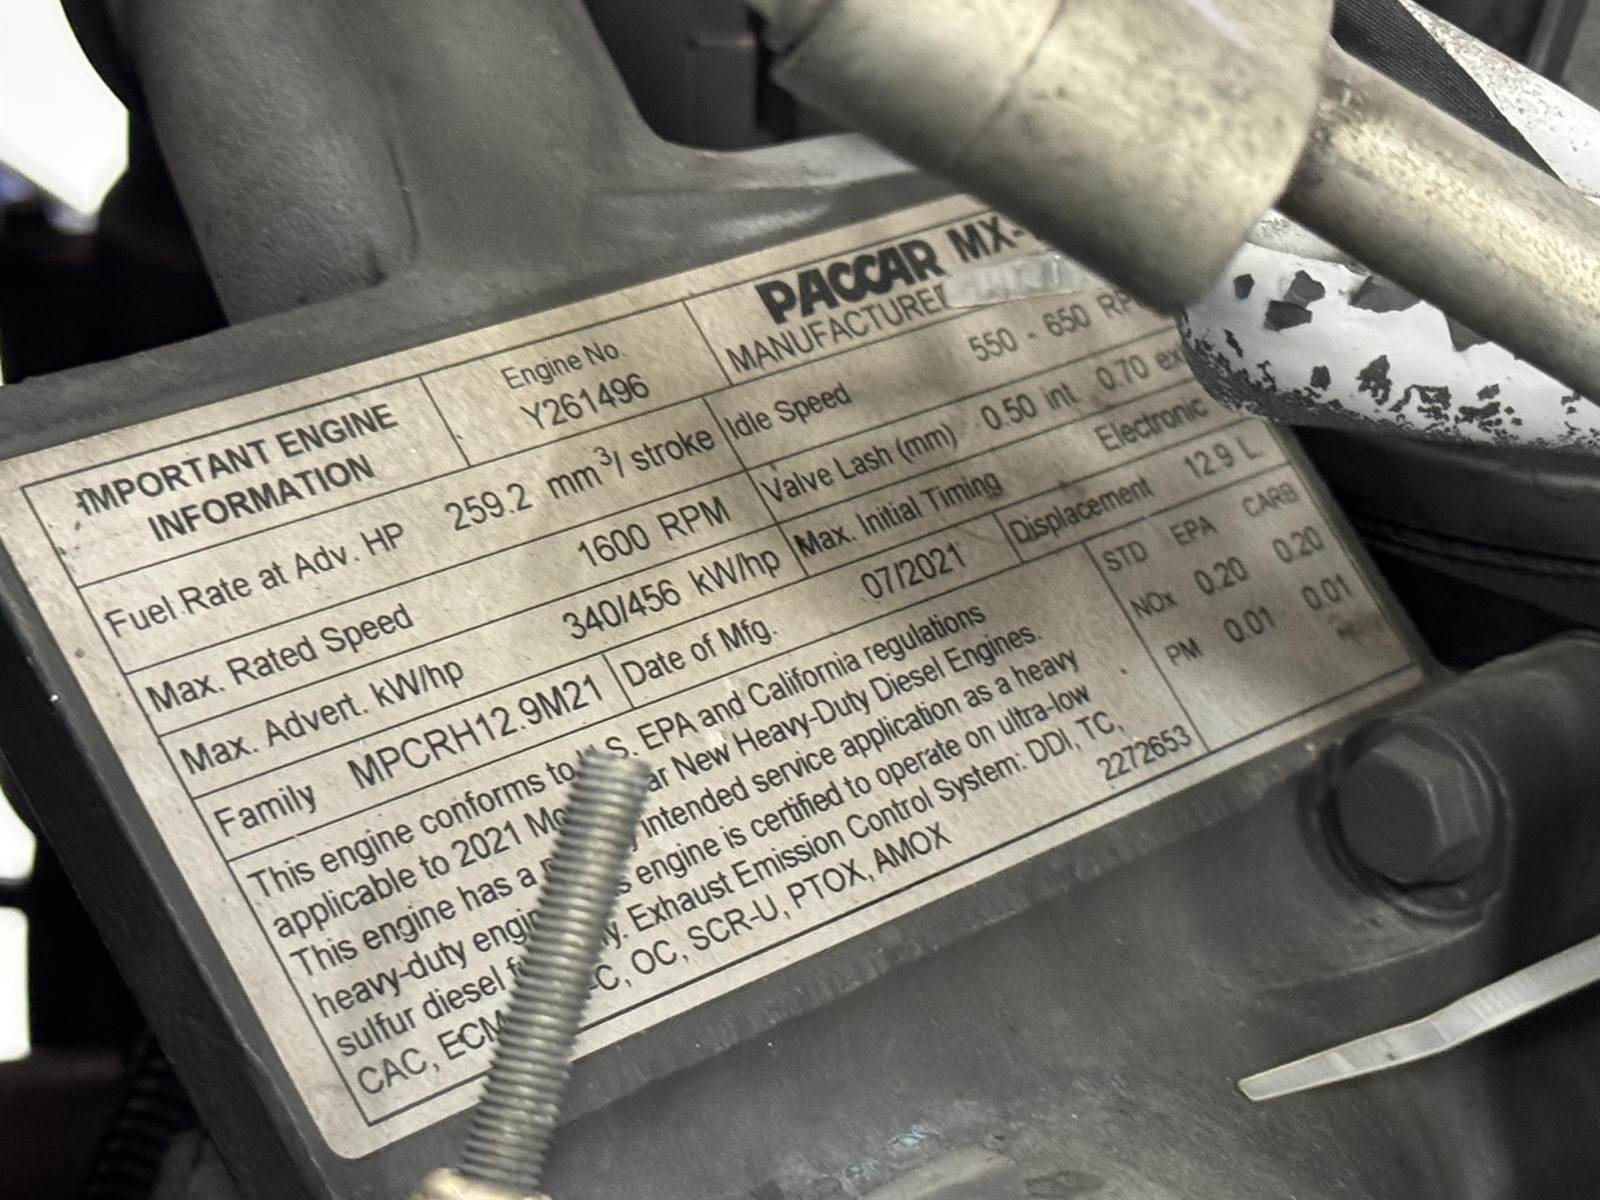 IMPORTANT ENGINE
INFORMATION
Engine No.
Y261496
PACCAR MX-
MANUFACTURE
Fuel Rate at Adv. HP 259.2 mm³/ stroke
Idle Speed 550 - 650
Max. Rated Speed 1600 RPM
Valve Lash (mm) 0.50 int. 0.70
Max. Advert. kW/hp 340/456 kW/hp
Max. Initial Timing Electronic
Family MPCRH12.9M21
Date of Mfg. 07/2021
Displacement 12.9 L
This engine conforms to U.S. EPA and California regulations
applicable to 2021 New Heavy-Duty Diesel Engines.
This engine has a intended service application as a heavy
heavy-duty engine is certified to operate on ultra-low
sulfur diesel Exhaust Emission Control System: DDI, TC,
CAC, ECM, OC, SCR-U, PTOX, AMOX
2272653
STD EPA CARB
NOx 0.20 0.20
PM 0.01 0.01